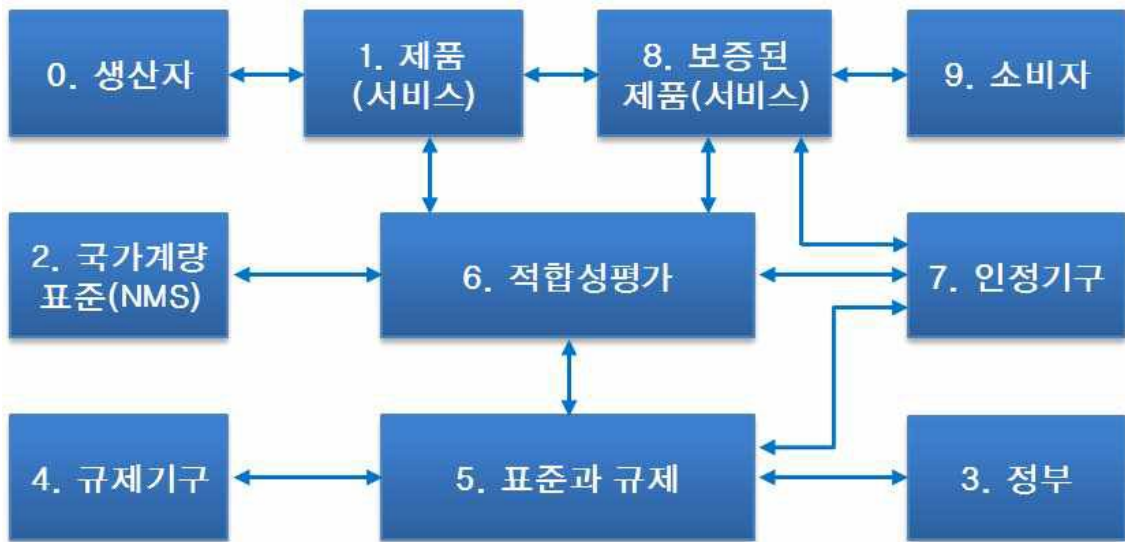 0. 생산자
1. 제품
(서비스)
8. 보증된
제품(서비스)
9. 소비자
2. 국가계량
표준(NMS)
6. 적합성평가
7. 인정기구
4. 규제기구
5. 표준과 규제
3. 정부